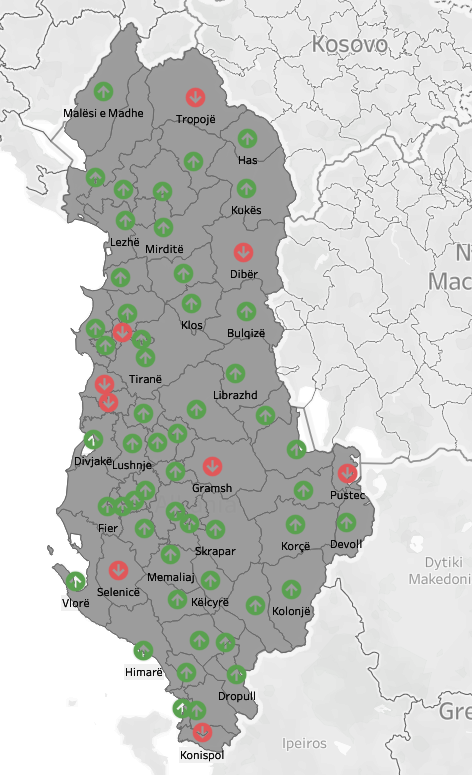 Kosovo
Malësi e Madhe
Tropojë
Has
Kukës
Lezhë
Mirditë
Dibër
Klos
Bulqizë
Tiranë
Librazhd
Divjakë
Lushnje
Gramsh
Pustec
Fier
Skrapar
Korçë
Devoll
Memaliaj
Selenicë
Vlorë
Këlcyrë
Kolonjë
Dytiki
Makedoni
Himarë
Dropull
Gre
Konispol
Ipeiros